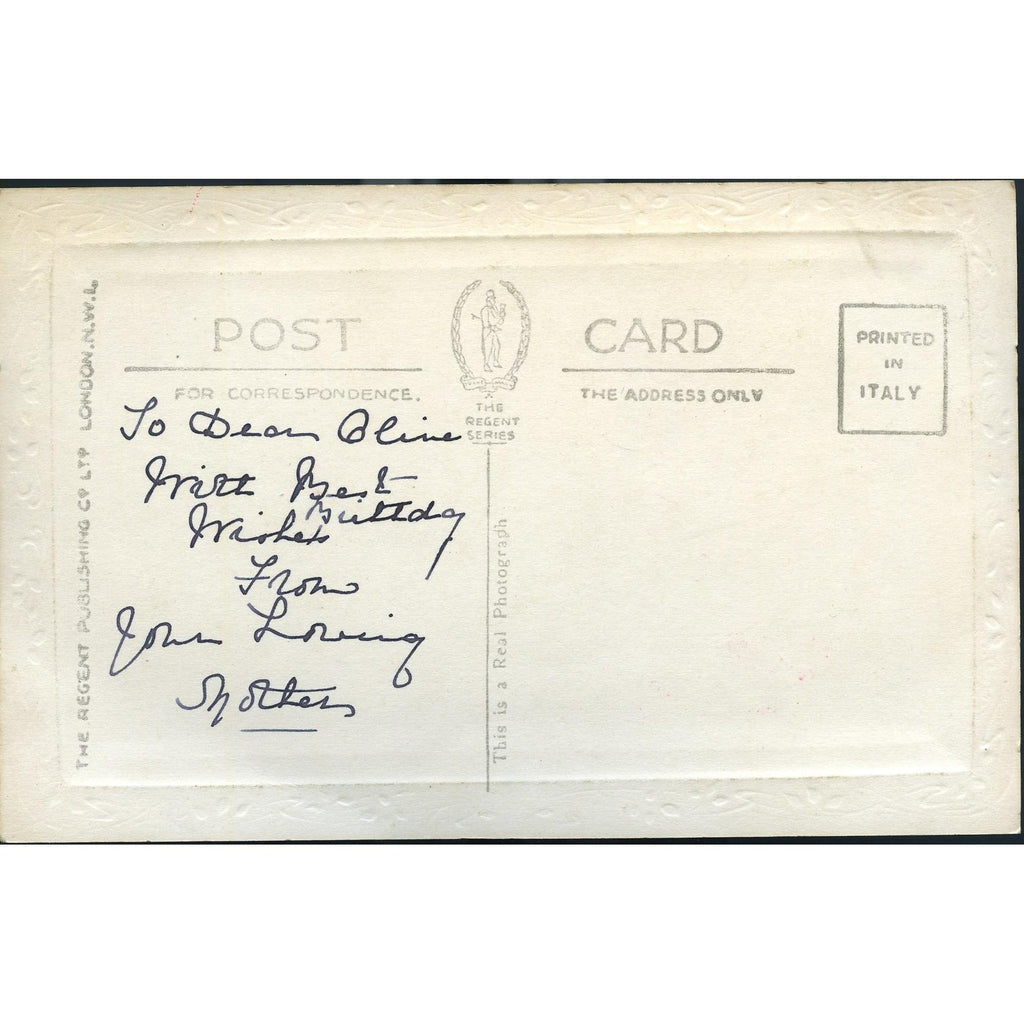 POST CARD
FOR CORRESPONDENCE.
THE ADDRESS ONLY
THE
REGENT
SERIES
PRINTED
IN
ITALY
THE REGENT PUBLISHING CO LTD LONDON.N.W.1.
This is a Real Photograph
To Dear Olive
With Best
Birthday
Wishes
From
Your Loving
Mother